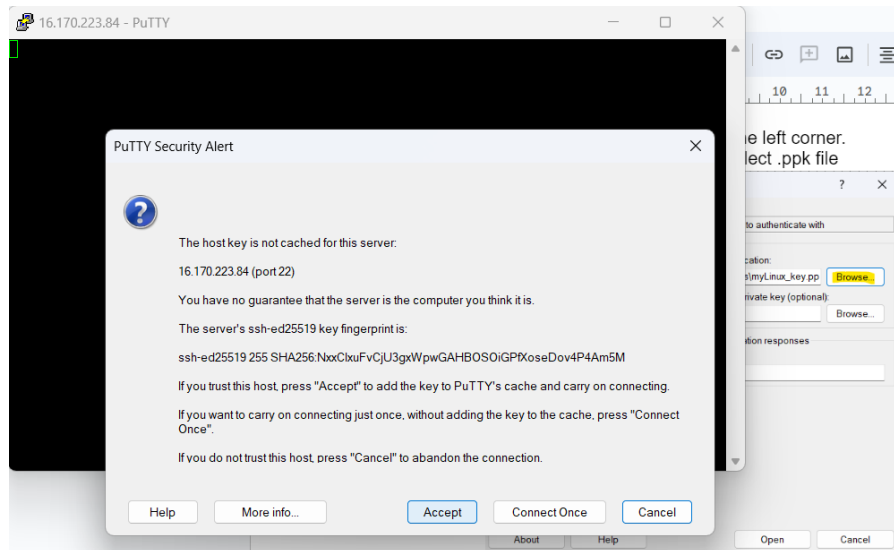 16.170.223.84 - PuTTY
10 11 12
e left corner.
lect .ppk file
PuTTY Security Alert
?
to authenticate with
The host key is not cached for this server:
cation:
16.170.223.84 (port 22)
s\myLinux_key.pp Browse...
You have no guarantee that the server is the computer you think it is.
rivate key (optional):
Browse...
The server's ssh-ed25519 key fingerprint is:
tion responses
ssh-ed25519 255 SHA256:NxxClxuFvCjU3gxWpwGAHBOSOiGPfXoseDov4P4Am5M
If you trust this host, press "Accept" to add the key to PuTTY's cache and carry on connecting.
If you want to carry on connecting just once, without adding the key to the cache, press "Connect
Once".
If you do not trust this host, press "Cancel" to abandon the connection.
Help More info... Accept Connect Once Cancel
About Help Open Cancel